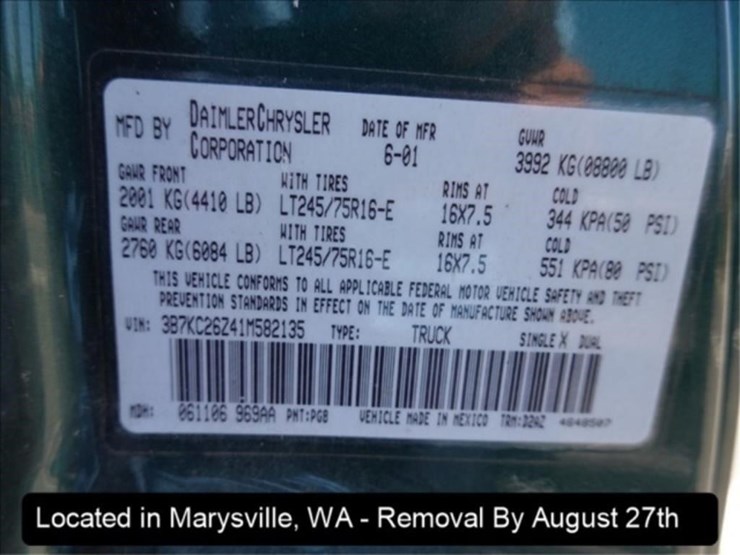 MFD BY DAIMLERCHRYSLER CORPORATION DATE OF MFR 6-01 GVWR 3992 KG(08800 LB)
GAWR FRONT WITH TIRES RIMS AT COLD
2001 KG(4410 LB) LT245/75R16-E 16X7.5 344 KPA(50 PSI)
GAWR REAR WITH TIRES RIMS AT COLD
2760 KG(6084 LB) LT245/75R16-E 16X7.5 551 KPA(80 PSI)
THIS VEHICLE CONFORMS TO ALL APPLICABLE FEDERAL MOTOR VEHICLE SAFETY AND THEFT
PREVENTION STANDARDS IN EFFECT ON THE DATE OF MANUFACTURE SHOWN ABOVE.
VIN: 3B7KC26Z41M582135 TYPE: TRUCK SINGLE X DUAL
MDH: 061106 969AA PNT:PGB VEHICLE MADE IN MEXICO TRM:D2AZ
Located in Marysville, WA - Removal By August 27th